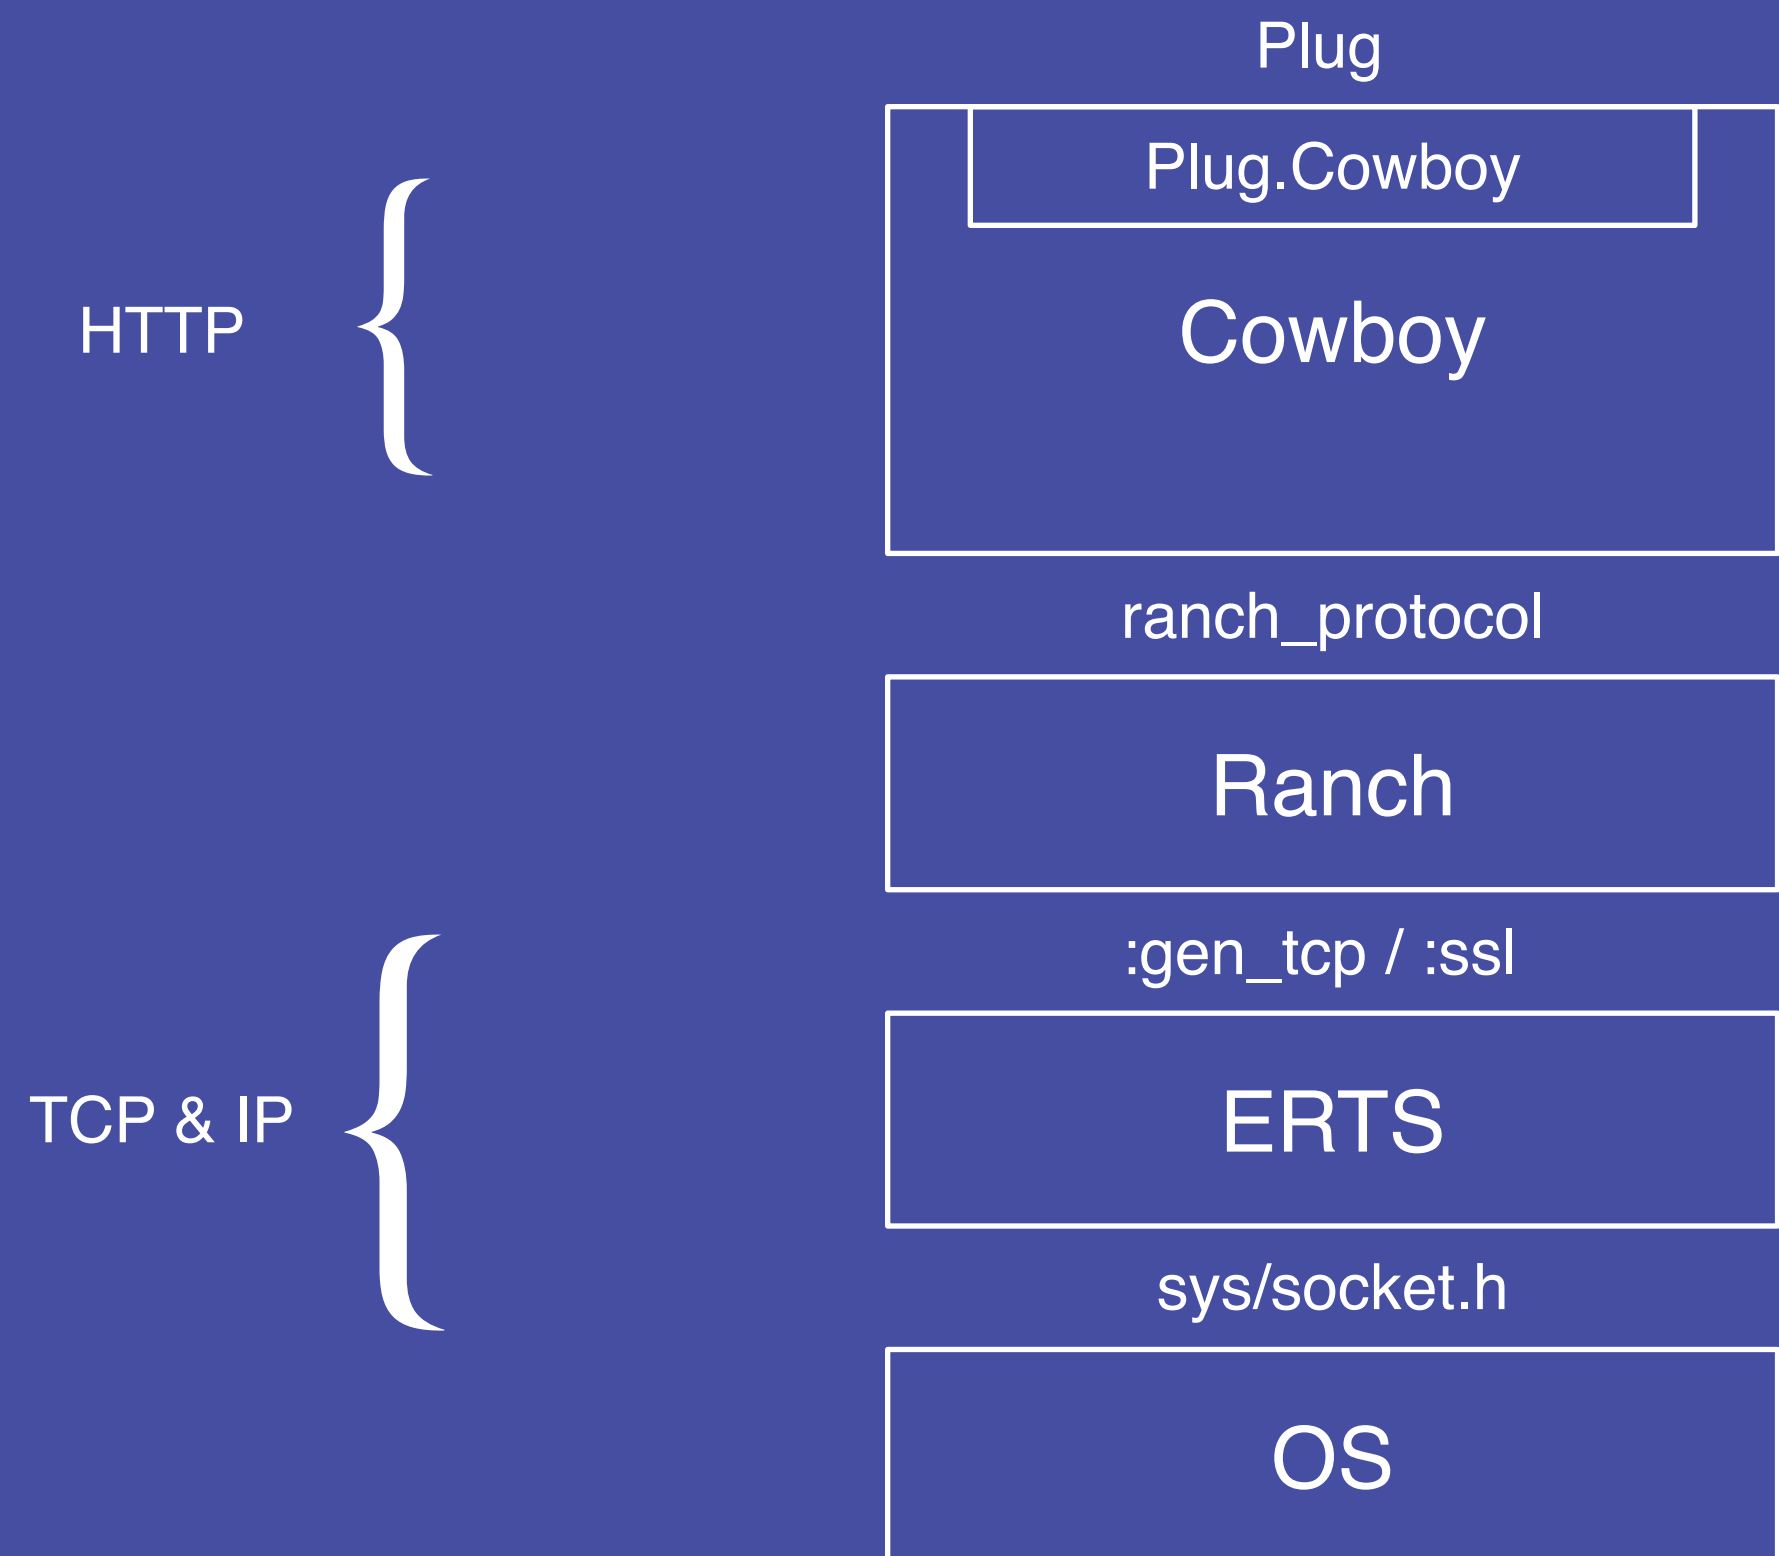 Plug
Plug.Cowboy
HTTP
Cowboy
ranch_protocol
Ranch
:gen_tcp / :ssl
TCP & IP
ERTS
sys/socket.h
OS